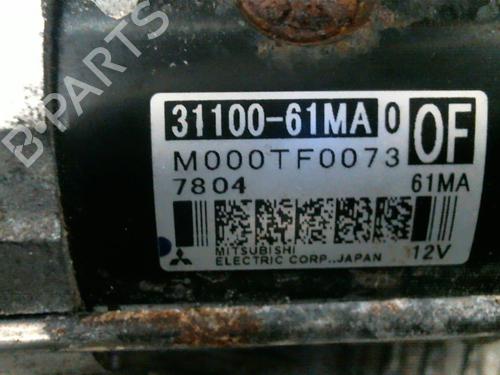 B-PARTS
31100-61MA 0 OF
M000TF0073
7804 61MA
MITSUBISHI
ELECTRIC CORP., JAPAN 12V